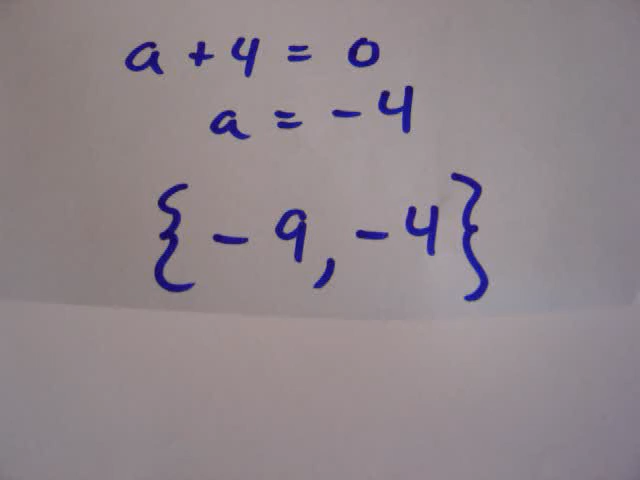 a + 4 = 0
a = - 4
{ - 9, - 4 }